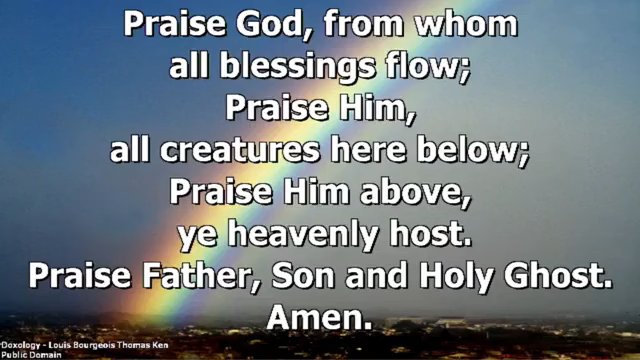 Praise God, from whom
all blessings flow;
Praise Him,
all creatures here below;
Praise Him above,
ye heavenly host.
Praise Father, Son and Holy Ghost.
Amen.
Doxology - Louis Bourgeois Thomas Ken
Public Domain